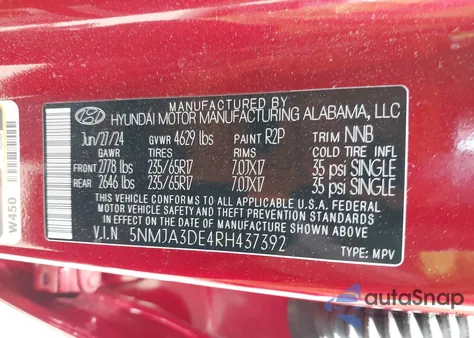 MANUFACTURED BY
HYUNDAI MOTOR MANUFACTURING ALABAMA, LLC
Jun/27/24 GVWR 4629 lbs PAINT R2P TRIM NNB
GAWR TIRES RIMS COLD TIRE INFL
FRONT 2778 lbs 235/65R17 7.0JX17 35 psi SINGLE
REAR 2646 lbs 235/65R17 7.0JX17 35 psi SINGLE
THIS VEHICLE CONFORMS TO ALL APPLICABLE U.S.A FEDERAL
MOTOR VEHICLE SAFETY AND THEFT PREVENTION STANDARDS
IN EFFECT ON THE DATE OF MANUFACTURE SHOWN ABOVE.
V.I.N 5NMJA3DE4RH437392
TYPE: MPV
W450
autoSnap